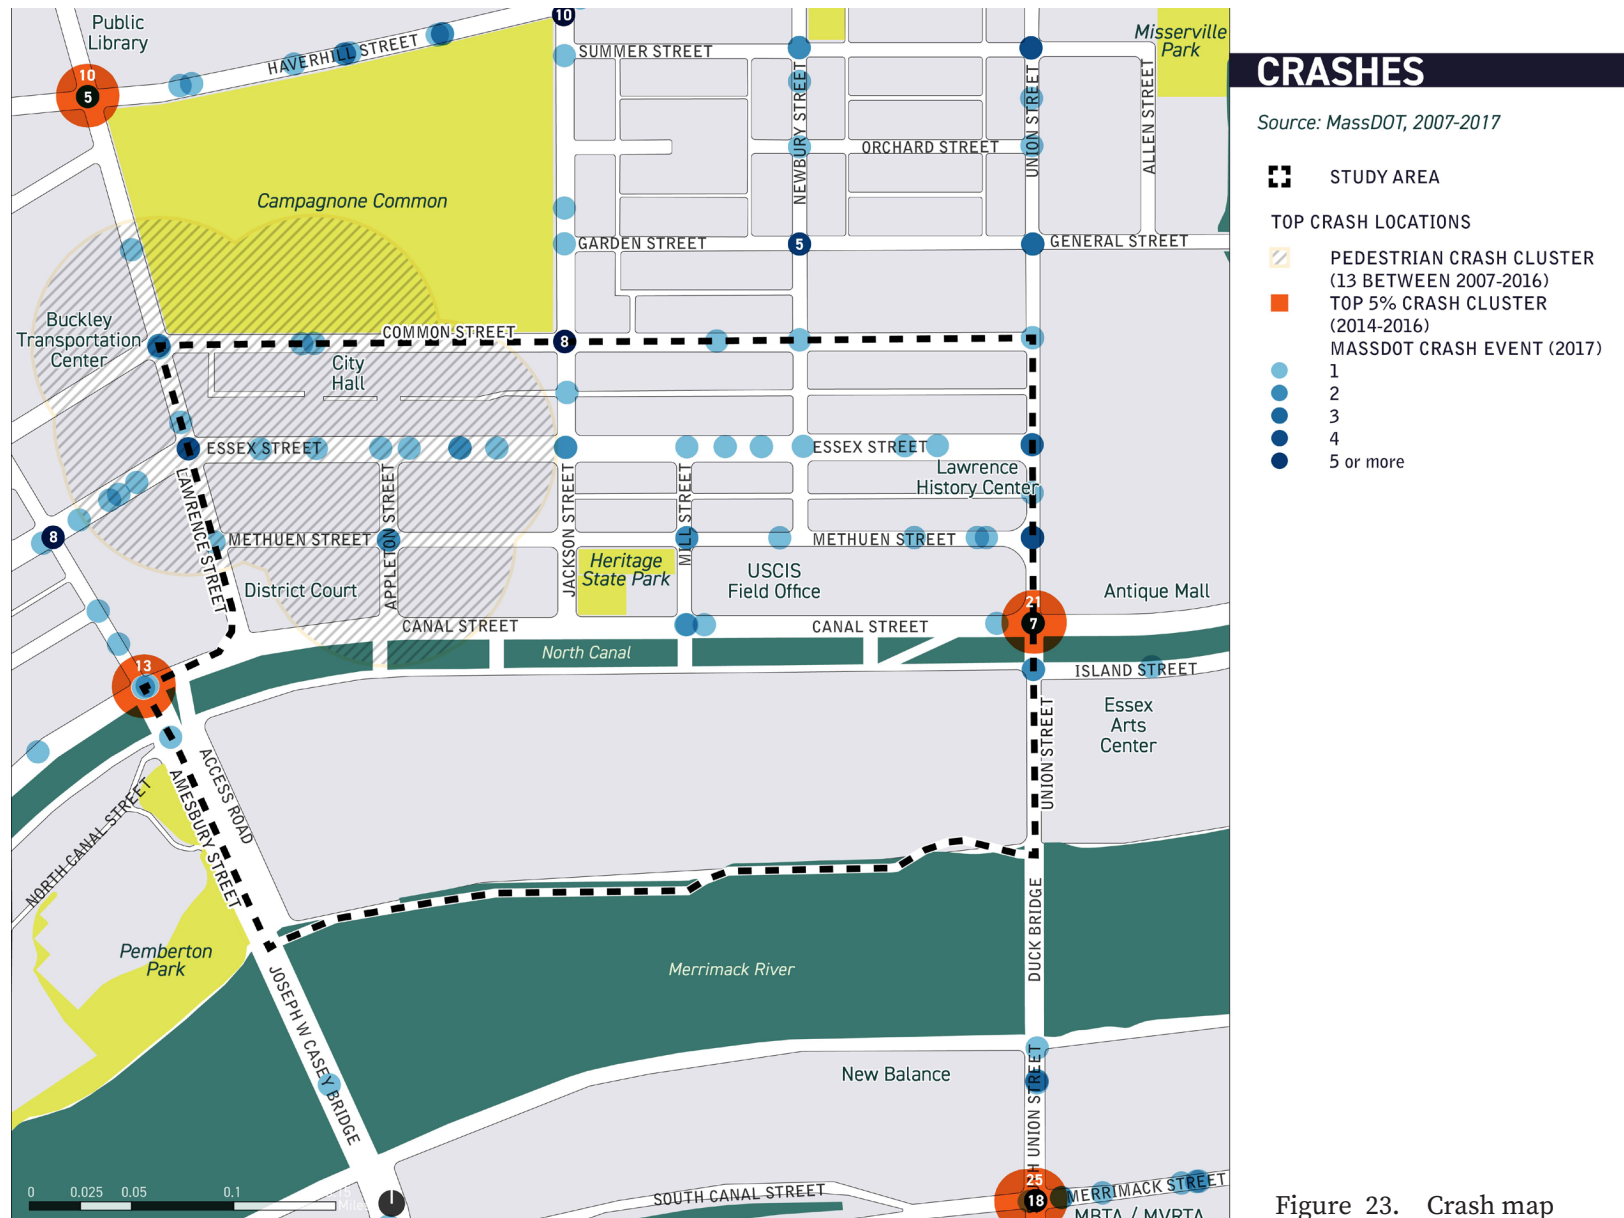 10
Public
Library
HAVERHILL STREET
SUMMER STREET
Misserville
Park
10
5
NEWBURY STREET
UNION STREET
ALLEN STREET
ORCHARD STREET
Campagnone Common
GARDEN STREET
5
GENERAL STREET
Buckley
Transportation
Center
COMMON STREET
8
City
Hall
ESSEX STREET
ESSEX STREET
Lawrence
History Center
LAWRENCE STREET
APPLETON STREET
JACKSON STREET
MILL STREET
8
METHUEN STREET
METHUEN STREET
Heritage
State Park
USCIS
Field Office
District Court
Antique Mall
21
7
CANAL STREET
CANAL STREET
North Canal
13
ISLAND STREET
Essex
Arts
Center
UNION STREET
ACCESS ROAD
AMESBURY STREET
NORTH CANAL STREET
Pemberton
Park
DUCK BRIDGE
Merrimack River
JOSEPH W CASEY BRIDGE
New Balance
H UNION STREET
25
18
MERRIMACK STREET
SOUTH CANAL STREET
MBTA / MVRTA
0 0.025 0.05 0.1 0.15
Miles
CRASHES
Source: MassDOT, 2007-2017
STUDY AREA
TOP CRASH LOCATIONS
PEDESTRIAN CRASH CLUSTER
(13 BETWEEN 2007-2016)
TOP 5% CRASH CLUSTER
(2014-2016)
MASSDOT CRASH EVENT (2017)
1
2
3
4
5 or more
Figure 23. Crash map